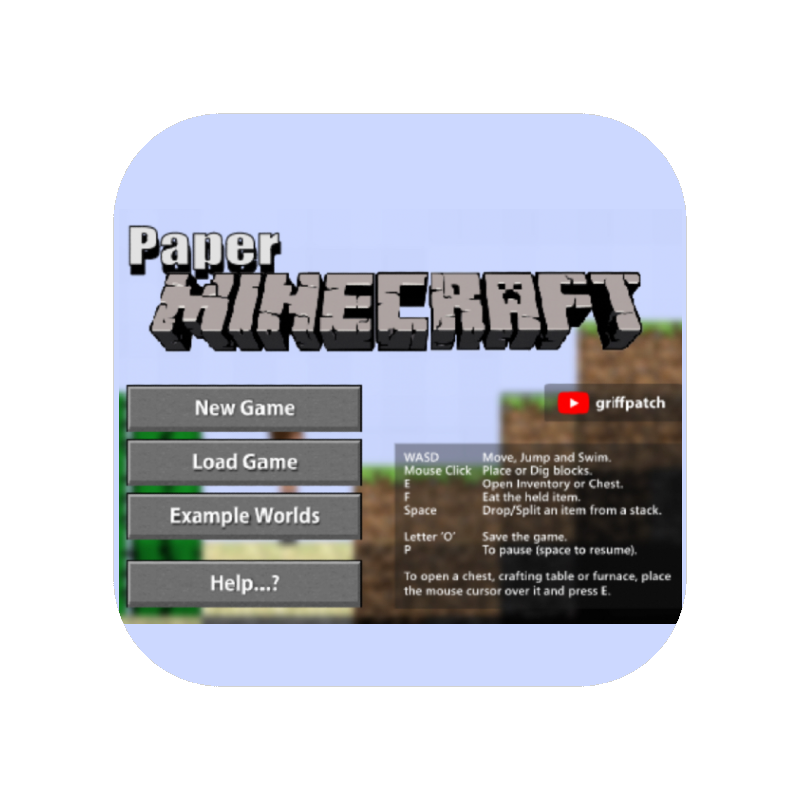 Paper
MINECRAFT
New Game
Load Game
Example Worlds
Help...?
griffpatch
WASD Move, Jump and Swim.
Mouse Click Place or Dig blocks.
E Open Inventory or Chest.
F Eat the held item.
Space Drop/Split an item from a stack.
Letter 'O' Save the game.
P To pause (space to resume).
To open a chest, crafting table or furnace, place
the mouse cursor over it and press E.